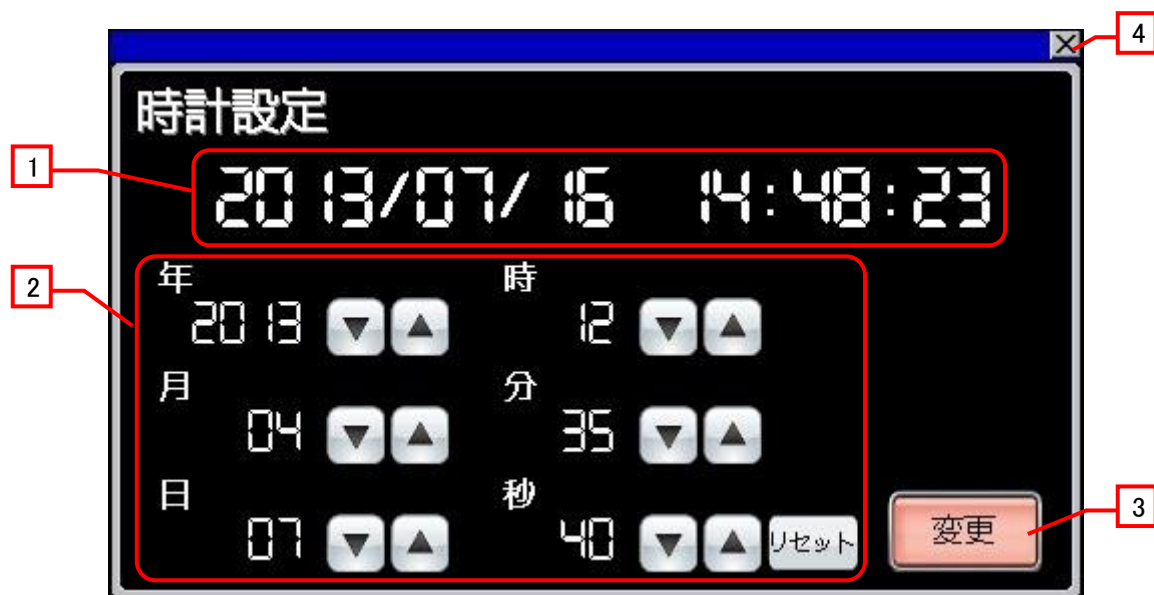 4
時計設定
1
2013/07/16 14:48:23
2
年 時
2013 ▼ ▲ 12 ▼ ▲
月 分
04 ▼ ▲ 35 ▼ ▲
日 秒
07 ▼ ▲ 40 ▼ ▲ リセット
変更
3